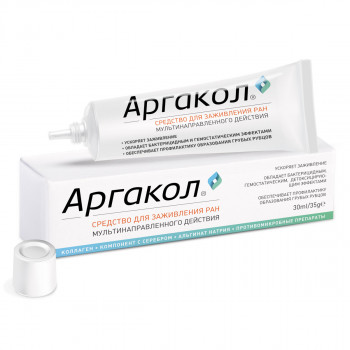 Аргакол®
СРЕДСТВО ДЛЯ ЗАЖИВЛЕНИЯ РАН
МУЛЬТИНАПРАВЛЕННОГО ДЕЙСТВИЯ
• УСКОРЯЕТ ЗАЖИВЛЕНИЕ
• ОБЛАДАЕТ БАКТЕРИЦИДНЫМ И ГЕМОСТАТИЧЕСКИМ ЭФФЕКТАМИ
• ОБЕСПЕЧИВАЕТ ПРОФИЛАКТИКУ ОБРАЗОВАНИЯ ГРУБЫХ РУБЦОВ
Аргакол®
СРЕДСТВО ДЛЯ ЗАЖИВЛЕНИЯ РАН
МУЛЬТИНАПРАВЛЕННОГО ДЕЙСТВИЯ
УСКОРЯЕТ ЗАЖИВЛЕНИЕ
ОБЛАДАЕТ БАКТЕРИЦИДНЫМ
ГЕМОСТАТИЧЕСКИМ, ДЕТОКСИЦИРУЮ-
ЩИМ ЭФФЕКТАМИ
ОБЕСПЕЧИВАЕТ ПРОФИЛАКТИКУ
ОБРАЗОВАНИЯ ГРУБЫХ РУБЦОВ
30ml/35g℮
КОЛЛАГЕН • КОМПОНЕНТ С СЕРЕБРОМ • АЛЬГИНАТ НАТРИЯ • ПРОТИВОМИКРОБНЫЕ ПРЕПАРАТЫ